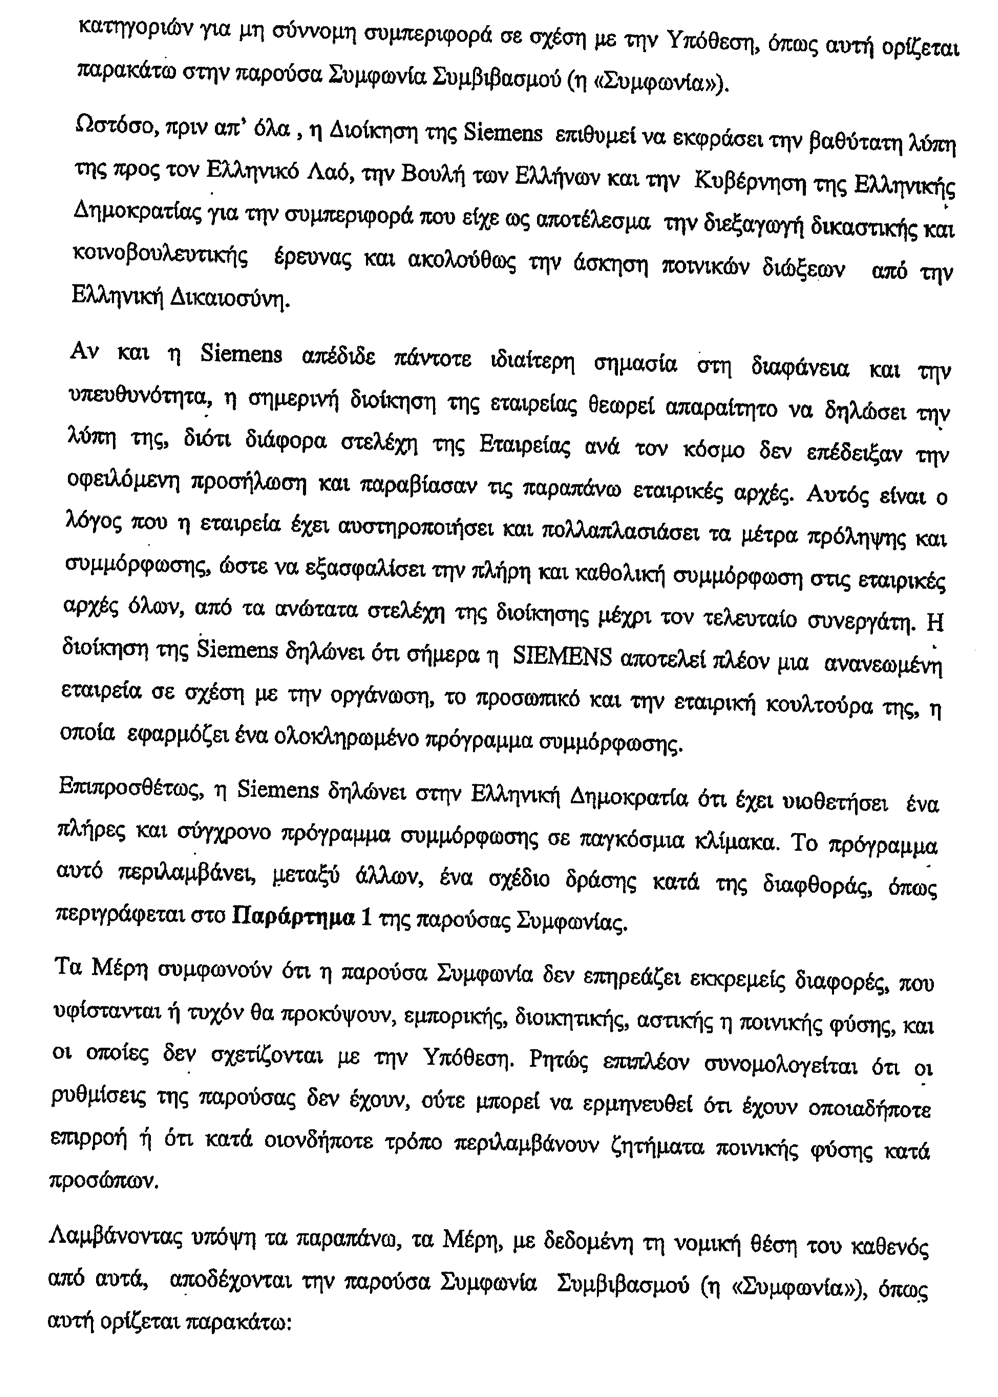 κατηγοριών για μη σύννομη συμπεριφορά σε σχέση με την Υπόθεση, όπως αυτή ορίζεται
παρακάτω στην παρούσα Συμφωνία Συμβιβασμού (η «Συμφωνία»).
Ωστόσο, πριν απ' όλα , η Διοίκηση της Siemens επιθυμεί να εκφράσει την βαθύτατη λύπη
της προς τον Ελληνικό Λαό, την Βουλή των Ελλήνων και την Κυβέρνηση της Ελληνικής
Δημοκρατίας για την συμπεριφορά που είχε ως αποτέλεσμα την διεξαγωγή δικαστικής και
κοινοβουλευτικής έρευνας και ακολούθως την άσκηση ποινικών διώξεων από την
Ελληνική Δικαιοσύνη.
Αν και η Siemens απέδιδε πάντοτε ιδιαίτερη σημασία στη διαφάνεια και την
υπευθυνότητα, η σημερινή διοίκηση της εταιρείας θεωρεί απαραίτητο να δηλώσει την
λύπη της, διότι διάφορα στελέχη της Εταιρείας ανά τον κόσμο δεν επέδειξαν την
οφειλόμενη προσήλωση και παραβίασαν τις παραπάνω εταιρικές αρχές. Αυτός είναι ο
λόγος που η εταιρεία έχει αυστηροποιήσει και πολλαπλασιάσει τα μέτρα πρόληψης και
συμμόρφωσης, ώστε να εξασφαλίσει την πλήρη και καθολική συμμόρφωση στις εταιρικές
αρχές όλων, από τα ανώτατα στελέχη της διοίκησης μέχρι τον τελευταίο συνεργάτη. Η
διοίκηση της Siemens δηλώνει ότι σήμερα η SIEMENS αποτελεί πλέον μια ανανεωμένη
εταιρεία σε σχέση με την οργάνωση, το προσωπικό και την εταιρική κουλτούρα της, η
οποία εφαρμόζει ένα ολοκληρωμένο πρόγραμμα συμμόρφωσης.
Επιπροσθέτως, η Siemens δηλώνει στην Ελληνική Δημοκρατία ότι έχει υιοθετήσει ένα
πλήρες και σύγχρονο πρόγραμμα συμμόρφωσης σε παγκόσμια κλίμακα. Το πρόγραμμα
αυτό περιλαμβάνει, μεταξύ άλλων, ένα σχέδιο δράσης κατά της διαφθοράς, όπως
περιγράφεται στο Παράρτημα 1 της παρούσας Συμφωνίας.
Τα Μέρη συμφωνούν ότι η παρούσα Συμφωνία δεν επηρεάζει εκκρεμείς διαφορές, που
υφίστανται ή τυχόν θα προκύψουν, εμπορικής, διοικητικής, αστικής η ποινικής φύσης, και
οι οποίες δεν σχετίζονται με την Υπόθεση. Ρητώς επιπλέον συνομολογείται ότι οι
ρυθμίσεις της παρούσας δεν έχουν, ούτε μπορεί να ερμηνευθεί ότι έχουν οποιαδήποτε
επιρροή ή ότι κατά οιονδήποτε τρόπο περιλαμβάνουν ζητήματα ποινικής φύσης κατά
προσώπων.
Λαμβάνοντας υπόψη τα παραπάνω, τα Μέρη, με δεδομένη τη νομική θέση του καθενός
από αυτά, αποδέχονται την παρούσα Συμφωνία Συμβιβασμού (η «Συμφωνία»), όπως
αυτή ορίζεται παρακάτω: